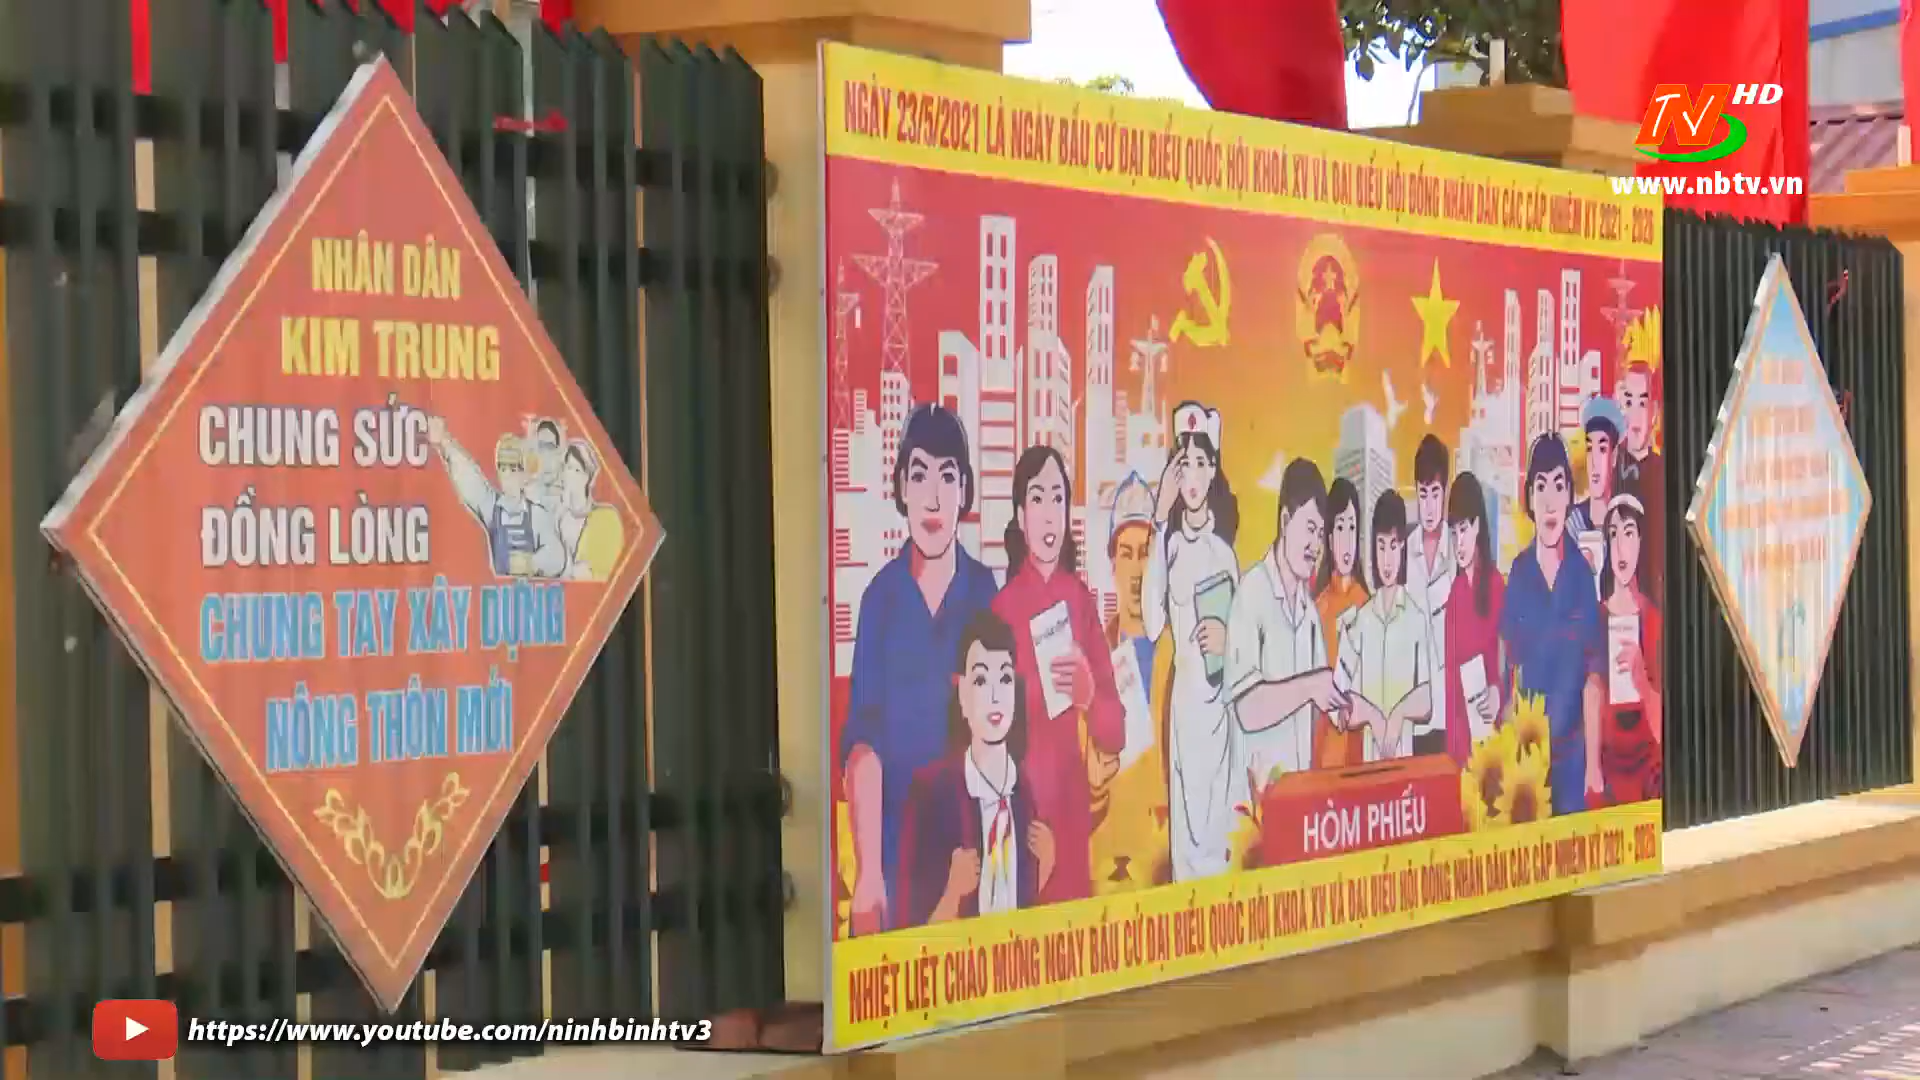 NHÂN DÂN
KIM TRUNG
CHUNG SỨC
ĐỒNG LÒNG
CHUNG TAY XÂY DỰNG
NÔNG THÔN MỚI
NGÀY 23/5/2021 LÀ NGÀY BẦU CỬ ĐẠI BIỂU QUỐC HỘI KHOÁ XV VÀ ĐẠI BIỂU HỘI ĐỒNG NHÂN DÂN CÁC CẤP NHIỆM KỲ 2021 - 2026
HÒM PHIẾU
NHIỆT LIỆT CHÀO MỪNG NGÀY BẦU CỬ ĐẠI BIỂU QUỐC HỘI KHOÁ XV VÀ ĐẠI BIỂU HỘI ĐỒNG NHÂN DÂN CÁC CẤP NHIỆM KỲ 2021 - 2026
NTV HD
www.nbtv.vn
https://www.youtube.com/ninhbinhtv3